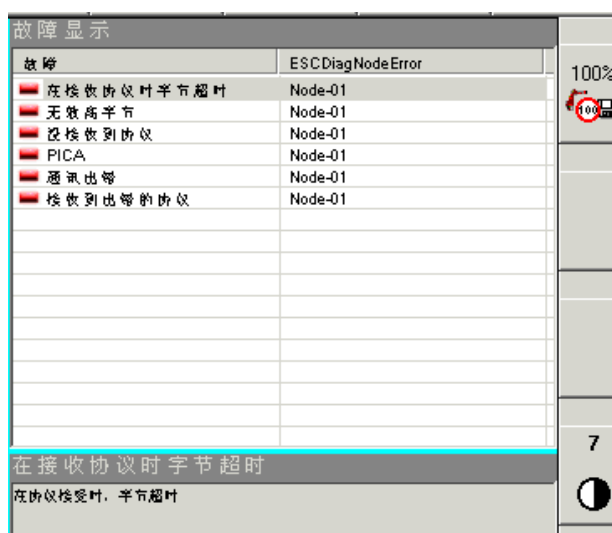 故障显示
故障 ESCDiagNodeError
在接收协议时字节超时 Node-01
无效高字节 Node-01
没接收到协议 Node-01
PICA Node-01
通讯出错 Node-01
接收到出错的协议 Node-01
100%
100
7
在接收协议时字节超时
在协议接受时，字节超时